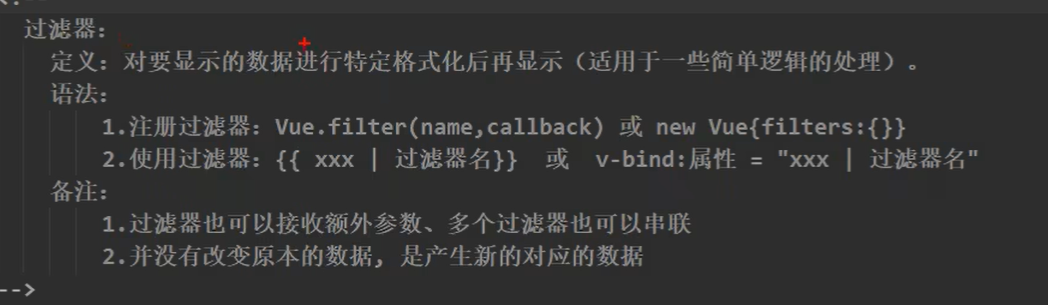 过滤器：
定义：对要显示的数据进行特定格式化后再显示（适用于一些简单逻辑的处理）。
语法：
1.注册过滤器：Vue.filter(name,callback) 或 new Vue{filters:{}}
2.使用过滤器：{{ xxx | 过滤器名}} 或 v-bind:属性 = "xxx | 过滤器名"
备注：
1.过滤器也可以接收额外参数、多个过滤器也可以串联
2.并没有改变原本的数据, 是产生新的对应的数据
-->